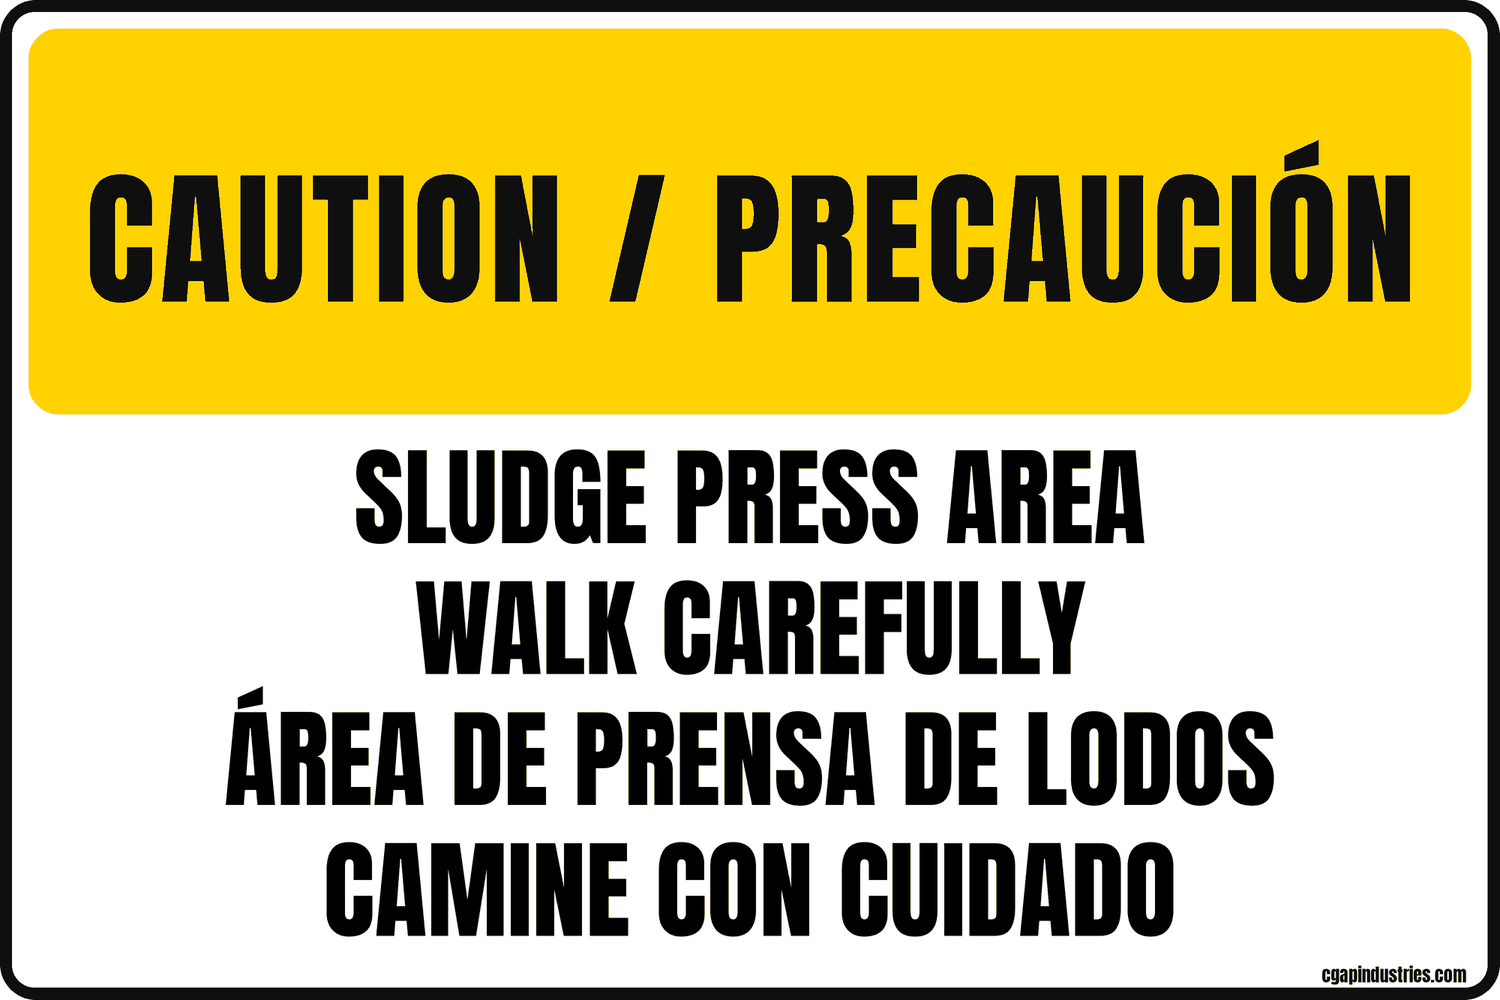 CAUTION / PRECAUCIÓN
SLUDGE PRESS AREA
WALK CAREFULLY
ÁREA DE PRENSA DE LODOS
CAMINE CON CUIDADO
cgapindustries.com